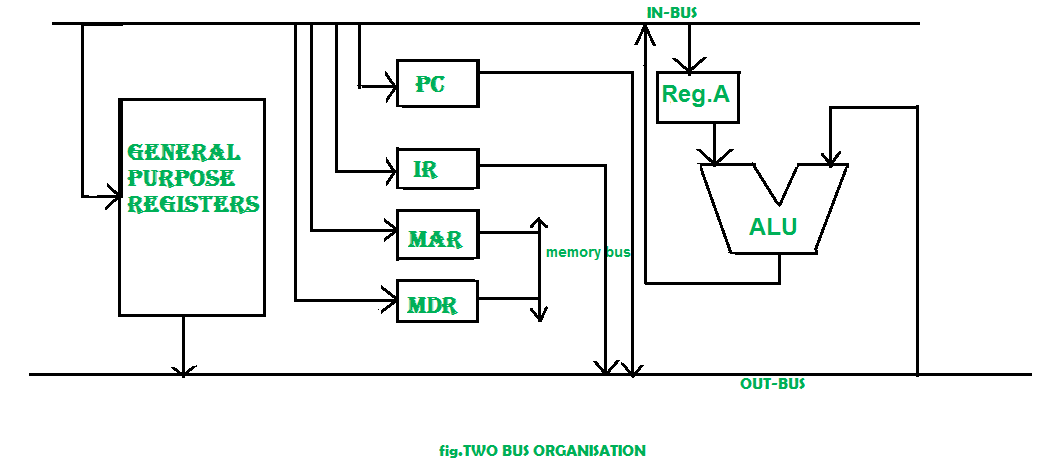 IN-BUS
PC
Reg.A
GENERAL
PURPOSE
REGISTERS
IR
MAR
ALU
memory bus
MDR
OUT-BUS
fig.TWO BUS ORGANISATION